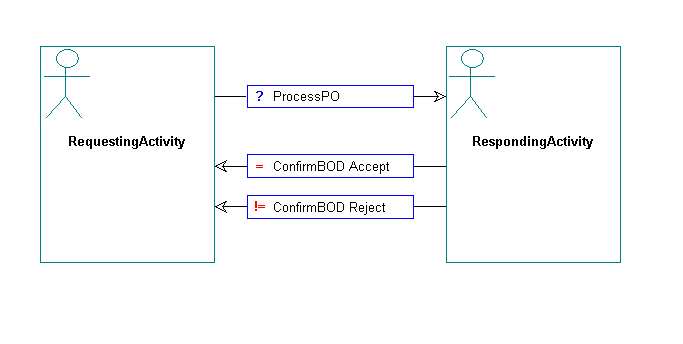 ? ProcessPO
RequestingActivity
RespondingActivity
= ConfirmBOD Accept
!= ConfirmBOD Reject